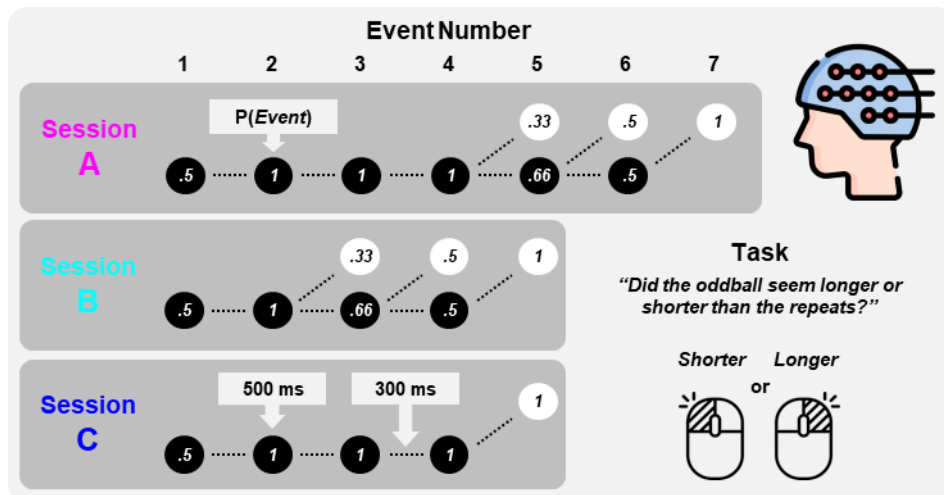 Event Number
1 2 3 4 5 6 7
Session
A
P(Event)
.33 .5 1
.5 1 1 1 .66 .5
Session
B
.33 .5 1
.5 1 .66 .5
Session
C
500 ms 300 ms
1
.5 1 1 1
Task
“Did the oddball seem longer or
shorter than the repeats?”
Shorter Longer
or